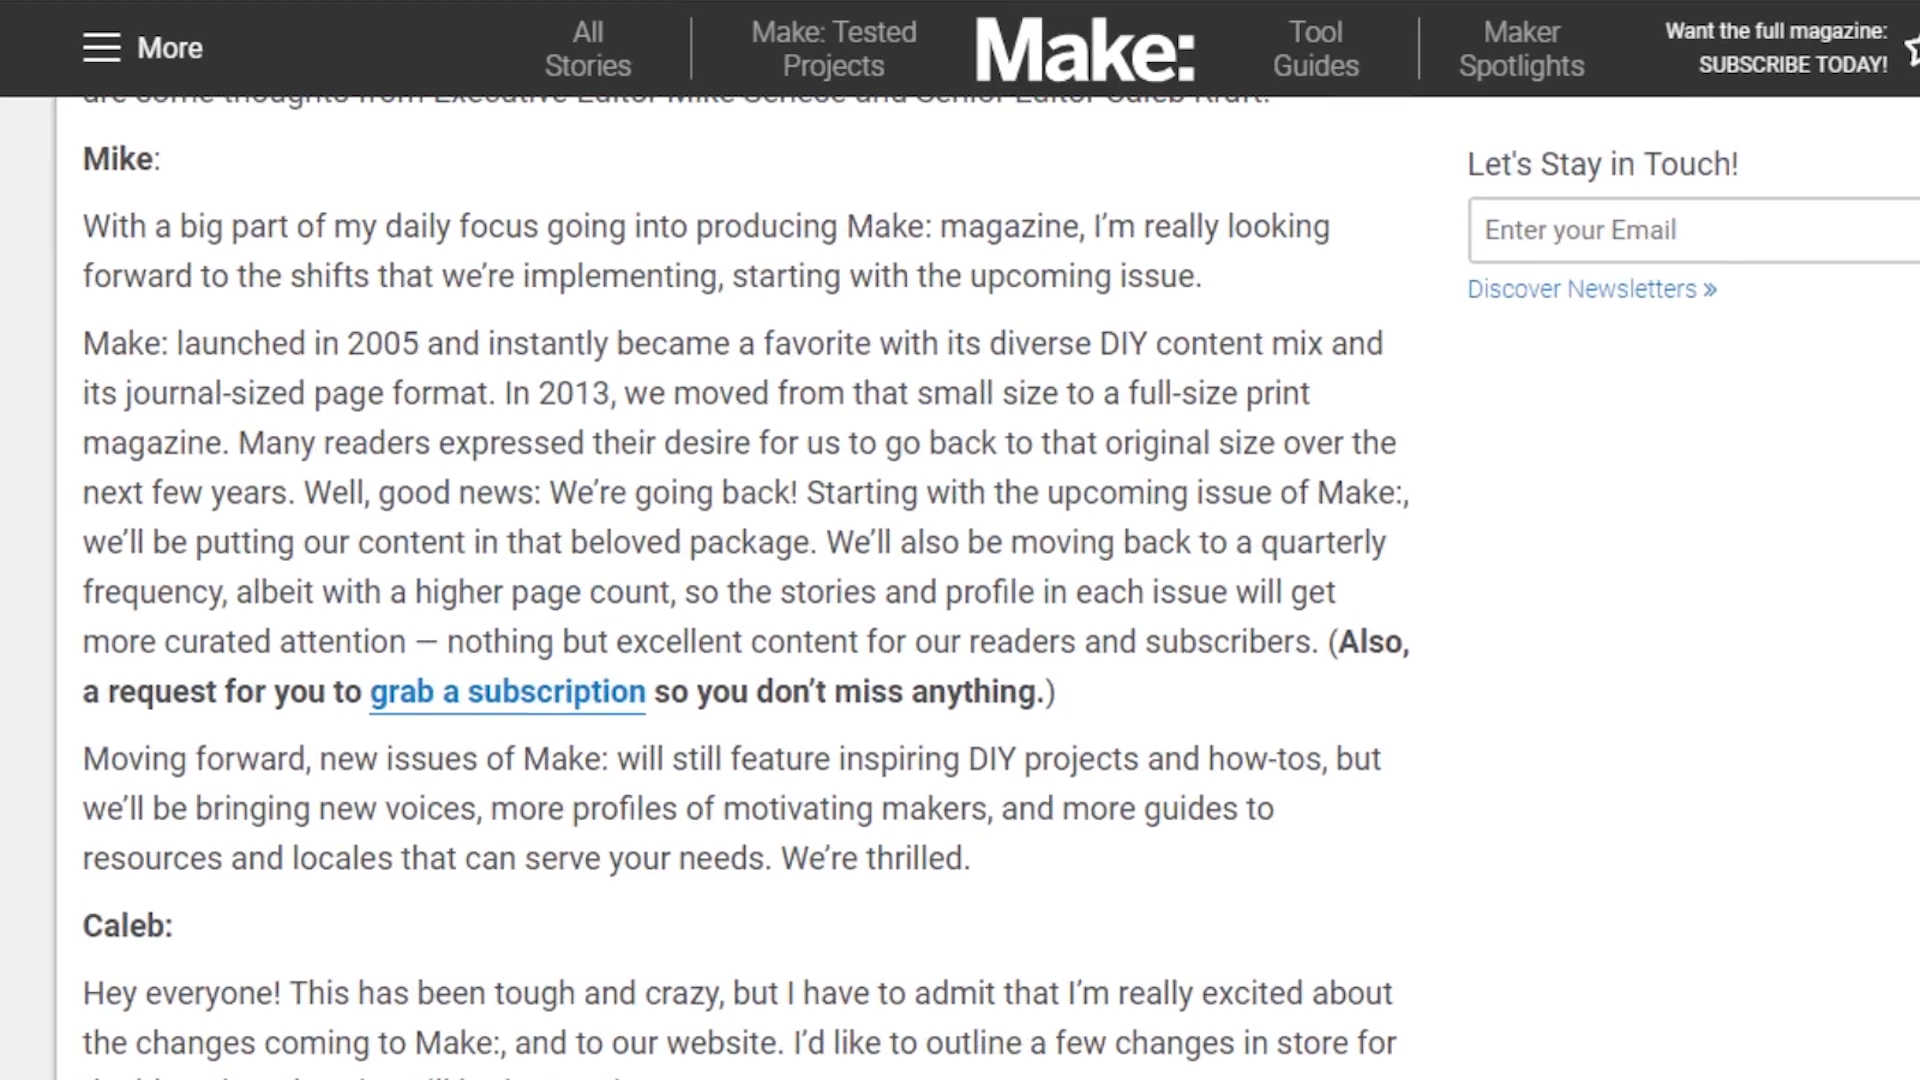 More
All
Stories
Make: Tested
Projects
Make:
Tool
Guides
Maker
Spotlights
Want the full magazine:
SUBSCRIBE TODAY!
are some thoughts from Executive Editor Mike Senese and Senior Editor Caleb Kraft.
Mike:
With a big part of my daily focus going into producing Make: magazine, I’m really looking
forward to the shifts that we’re implementing, starting with the upcoming issue.
Make: launched in 2005 and instantly became a favorite with its diverse DIY content mix and
its journal-sized page format. In 2013, we moved from that small size to a full-size print
magazine. Many readers expressed their desire for us to go back to that original size over the
next few years. Well, good news: We’re going back! Starting with the upcoming issue of Make:,
we’ll be putting our content in that beloved package. We’ll also be moving back to a quarterly
frequency, albeit with a higher page count, so the stories and profile in each issue will get
more curated attention — nothing but excellent content for our readers and subscribers. (Also,
a request for you to grab a subscription so you don’t miss anything.)
Moving forward, new issues of Make: will still feature inspiring DIY projects and how-tos, but
we’ll be bringing new voices, more profiles of motivating makers, and more guides to
resources and locales that can serve your needs. We’re thrilled.
Caleb:
Hey everyone! This has been tough and crazy, but I have to admit that I’m really excited about
the changes coming to Make:, and to our website. I’d like to outline a few changes in store for
Let's Stay in Touch!
Enter your Email
Discover Newsletters »